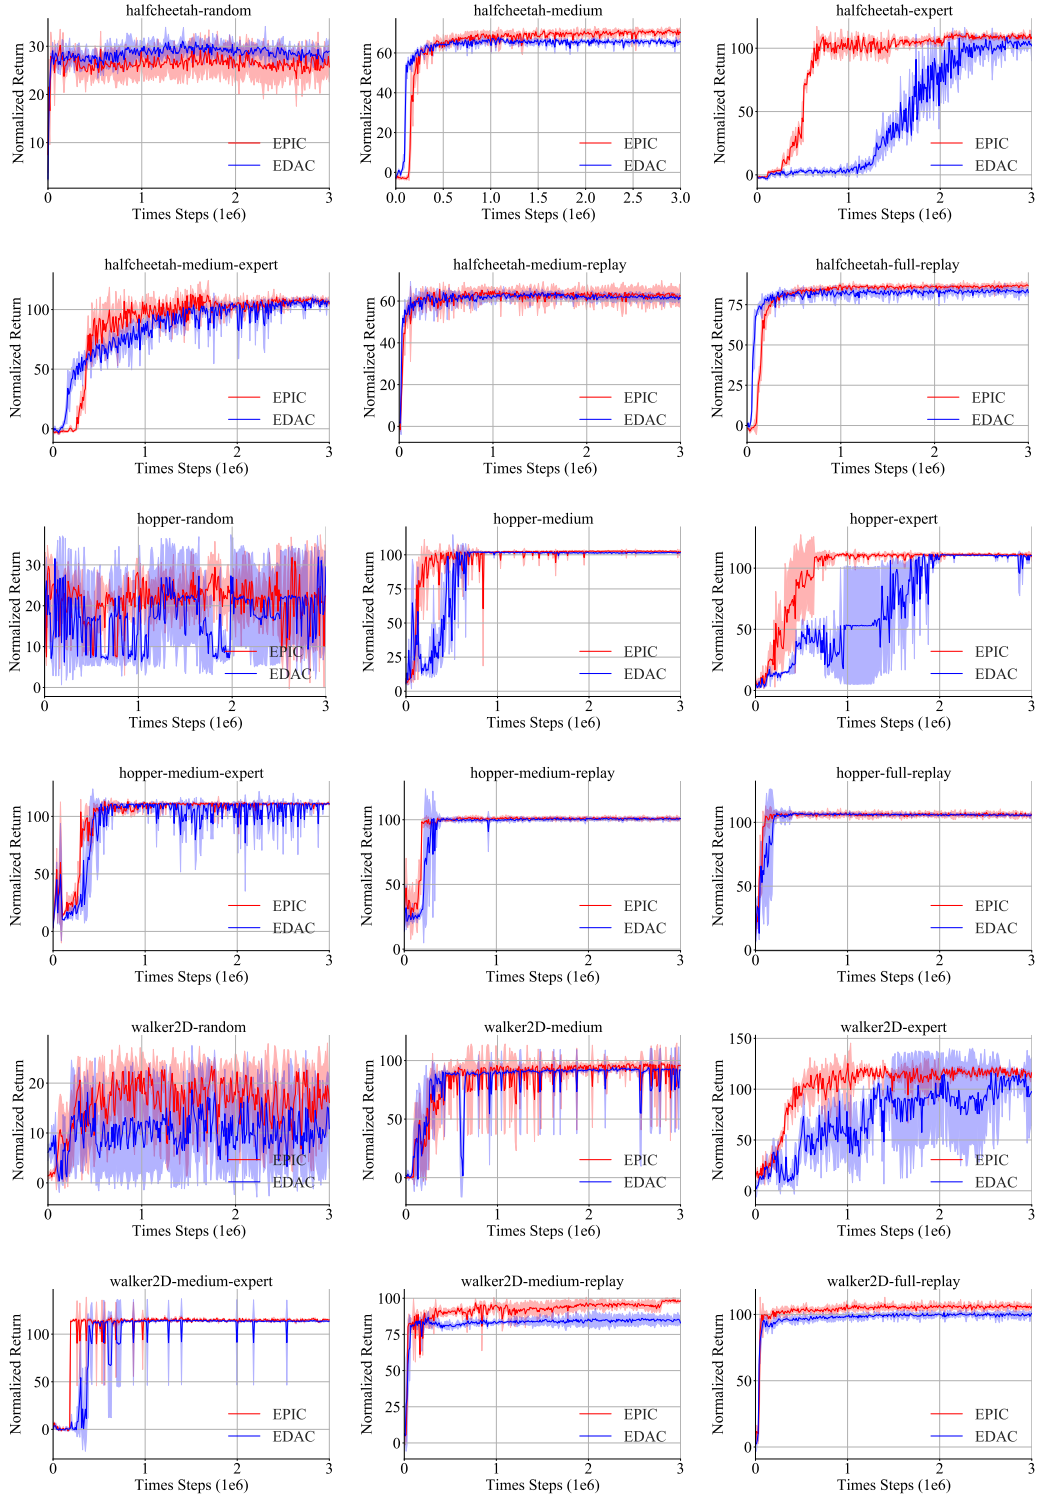 halfcheetah-random
halfcheetah-medium
halfcheetah-expert
Normalized Return
30
20
10
EPIC
EDAC
0 1 2 3
Times Steps (1e6)
Normalized Return
60
40
20
0
EPIC
EDAC
0.0 0.5 1.0 1.5 2.0 2.5 3.0
Times Steps (1e6)
Normalized Return
100
50
0
EPIC
EDAC
0 1 2 3
Times Steps (1e6)
halfcheetah-medium-expert
halfcheetah-medium-replay
halfcheetah-full-replay
Normalized Return
100
50
0
EPIC
EDAC
0 1 2 3
Times Steps (1e6)
Normalized Return
60
40
20
0
EPIC
EDAC
0 1 2 3
Times Steps (1e6)
Normalized Return
75
50
25
0
EPIC
EDAC
0 1 2 3
Times Steps (1e6)
hopper-random
hopper-medium
hopper-expert
Normalized Return
30
20
10
0
EPIC
EDAC
0 1 2 3
Times Steps (1e6)
Normalized Return
100
75
50
25
0
EPIC
EDAC
0 1 2 3
Times Steps (1e6)
Normalized Return
100
50
0
EPIC
EDAC
0 1 2 3
Times Steps (1e6)
hopper-medium-expert
hopper-medium-replay
hopper-full-replay
Normalized Return
100
50
0
EPIC
EDAC
0 1 2 3
Times Steps (1e6)
Normalized Return
100
50
0
EPIC
EDAC
0 1 2 3
Times Steps (1e6)
Normalized Return
100
50
0
EPIC
EDAC
0 1 2 3
Times Steps (1e6)
walker2D-random
walker2D-medium
walker2D-expert
Normalized Return
20
10
0
EPIC
EDAC
0 1 2 3
Times Steps (1e6)
Normalized Return
100
50
0
EPIC
EDAC
0 1 2 3
Times Steps (1e6)
Normalized Return
150
100
50
0
EPIC
EDAC
0 1 2 3
Times Steps (1e6)
walker2D-medium-expert
walker2D-medium-replay
walker2D-full-replay
Normalized Return
100
50
0
EPIC
EDAC
0 1 2 3
Times Steps (1e6)
Normalized Return
100
75
50
25
0
EPIC
EDAC
0 1 2 3
Times Steps (1e6)
Normalized Return
100
50
0
EPIC
EDAC
0 1 2 3
Times Steps (1e6)